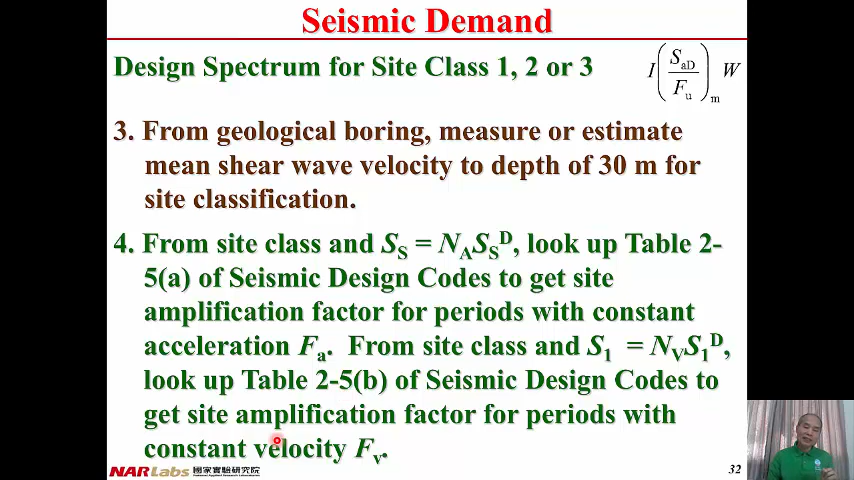 Seismic Demand
Design Spectrum for Site Class 1, 2 or 3
I(SaD/Fu)m W
3. From geological boring, measure or estimate
mean shear wave velocity to depth of 30 m for
site classification.
4. From site class and SS = NASSD, look up Table 2-
5(a) of Seismic Design Codes to get site
amplification factor for periods with constant
acceleration Fa. From site class and S1 = NVS1D,
look up Table 2-5(b) of Seismic Design Codes to
get site amplification factor for periods with
constant velocity Fv.
NARLabs 國家實驗研究院
32